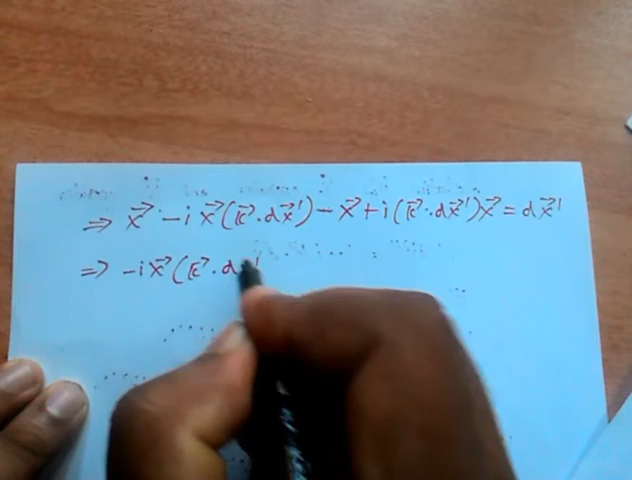 ⇒ x⃗ - i x⃗ (k⃗ · dx⃗') - x⃗ + i (k⃗ · dx⃗') x⃗ = dx⃗'
⇒ - i x⃗ (k⃗ · d